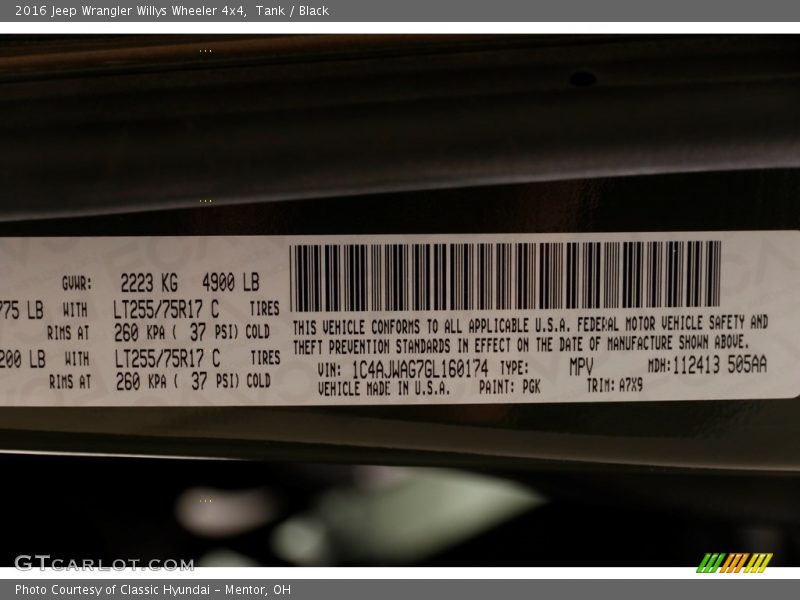 2016 Jeep Wrangler Willys Wheeler 4x4,  Tank / Black
GVWR: 2223 KG 4900 LB
775 LB WITH LT255/75R17 C TIRES
RIMS AT 260 KPA ( 37 PSI) COLD
200 LB WITH LT255/75R17 C TIRES
RIMS AT 260 KPA ( 37 PSI) COLD
THIS VEHICLE CONFORMS TO ALL APPLICABLE U.S.A. FEDERAL MOTOR VEHICLE SAFETY AND
THEFT PREVENTION STANDARDS IN EFFECT ON THE DATE OF MANUFACTURE SHOWN ABOVE.
VIN: 1C4AJWAG7GL160174 TYPE: MPV MDH:112413 505AA
VEHICLE MADE IN U.S.A. PAINT: PGK TRIM: A7X9
GTCARLOT.COM
Photo Courtesy of Classic Hyundai - Mentor, OH